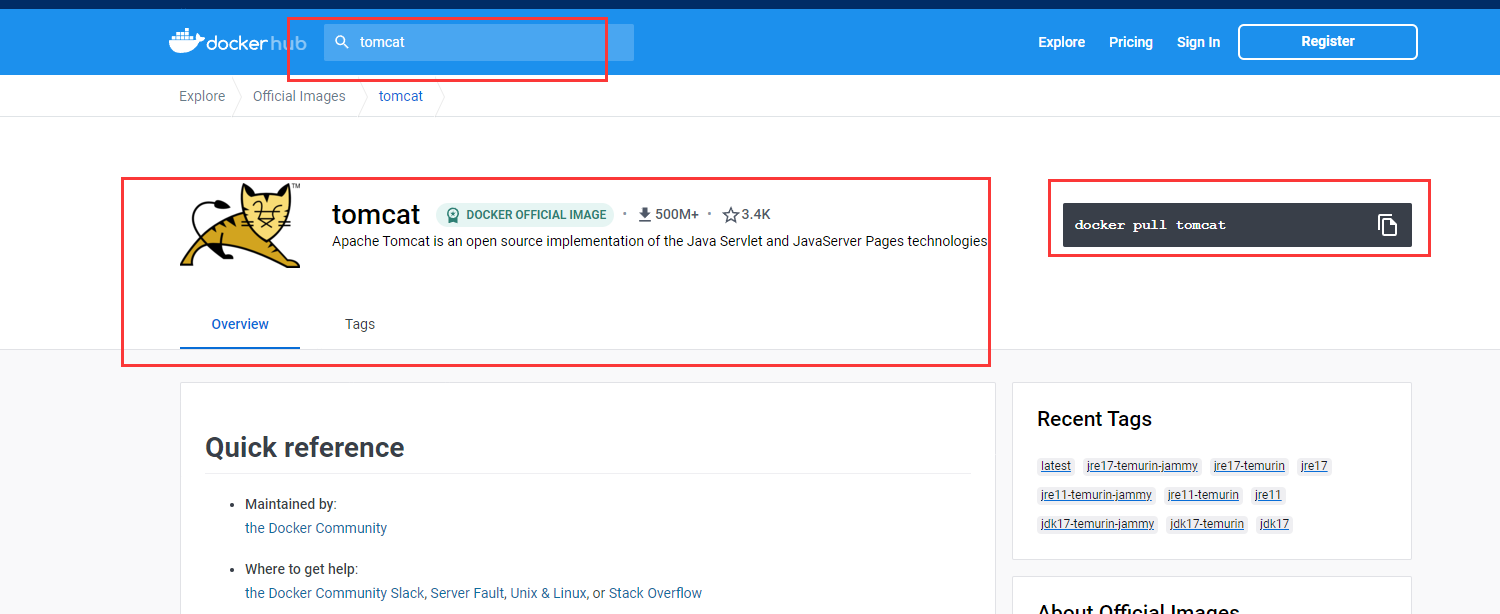 docker hub
tomcat
Explore Pricing Sign In Register
Explore Official Images tomcat
TM
tomcat DOCKER OFFICIAL IMAGE · 500M+ · 3.4K
Apache Tomcat is an open source implementation of the Java Servlet and JavaServer Pages technologies
docker pull tomcat
Overview Tags
Quick reference
• Maintained by:
the Docker Community
• Where to get help:
the Docker Community Slack, Server Fault, Unix & Linux, or Stack Overflow
Recent Tags
latest jre17-temurin-jammy jre17-temurin jre17
jre11-temurin-jammy jre11-temurin jre11
jdk17-temurin-jammy jdk17-temurin jdk17
About Official Images